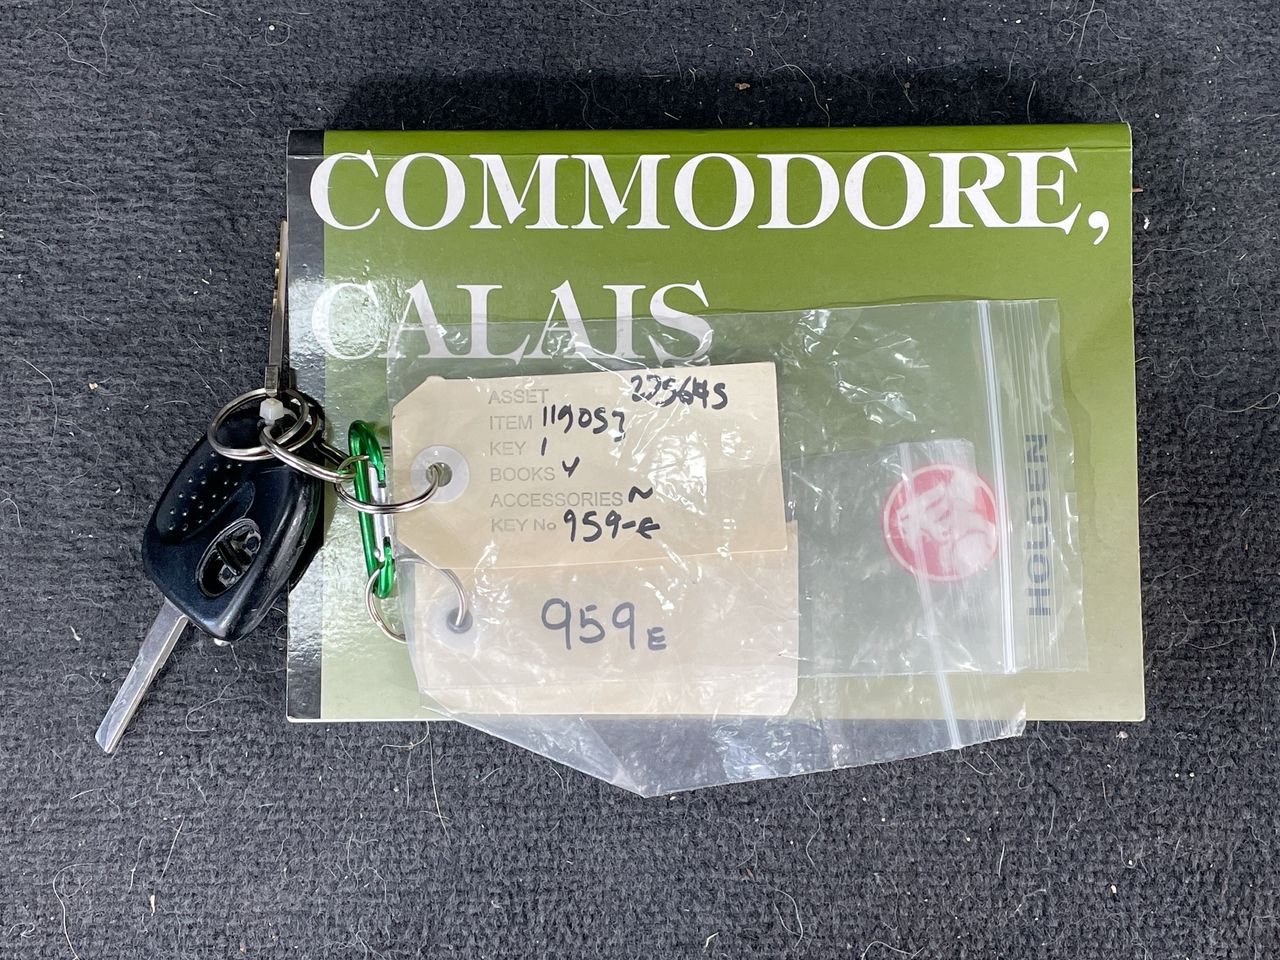 COMMODORE,
CALAIS
ASSET 225645
ITEM 119057
KEY 1
BOOKS Y
ACCESSORIES ~
KEY No 959-E
959E
HOLDEN